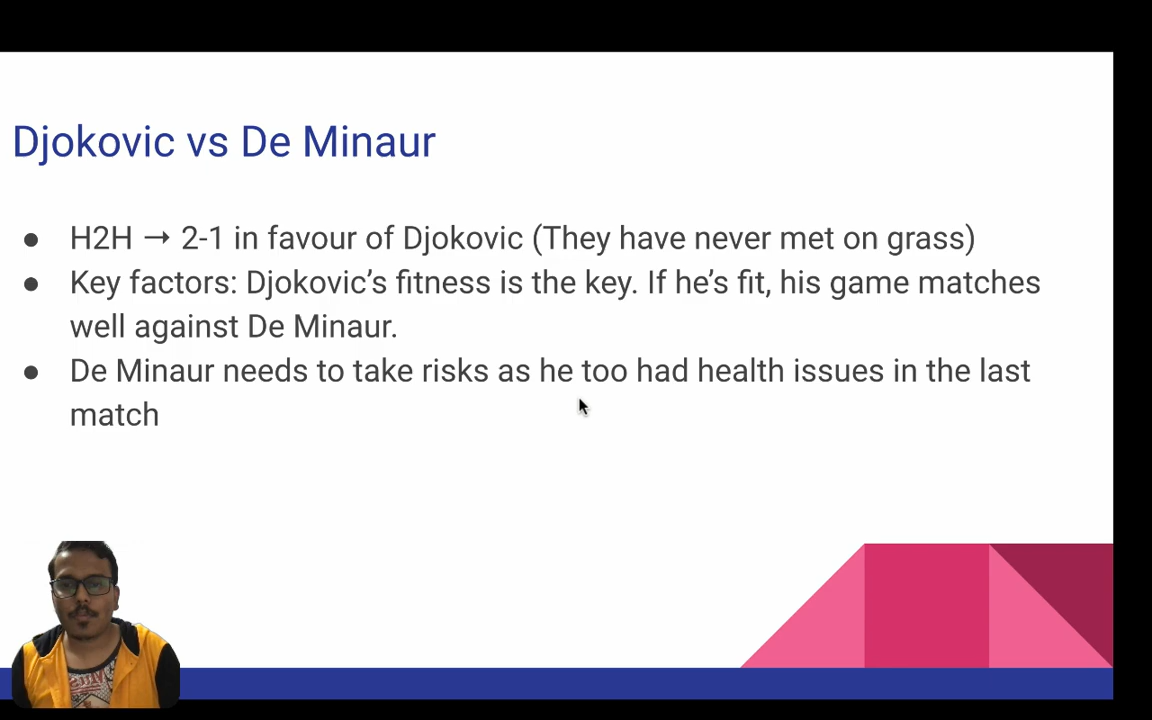 Djokovic vs De Minaur
● H2H → 2-1 in favour of Djokovic (They have never met on grass)
● Key factors: Djokovic’s fitness is the key. If he’s fit, his game matches
well against De Minaur.
● De Minaur needs to take risks as he too had health issues in the last
match